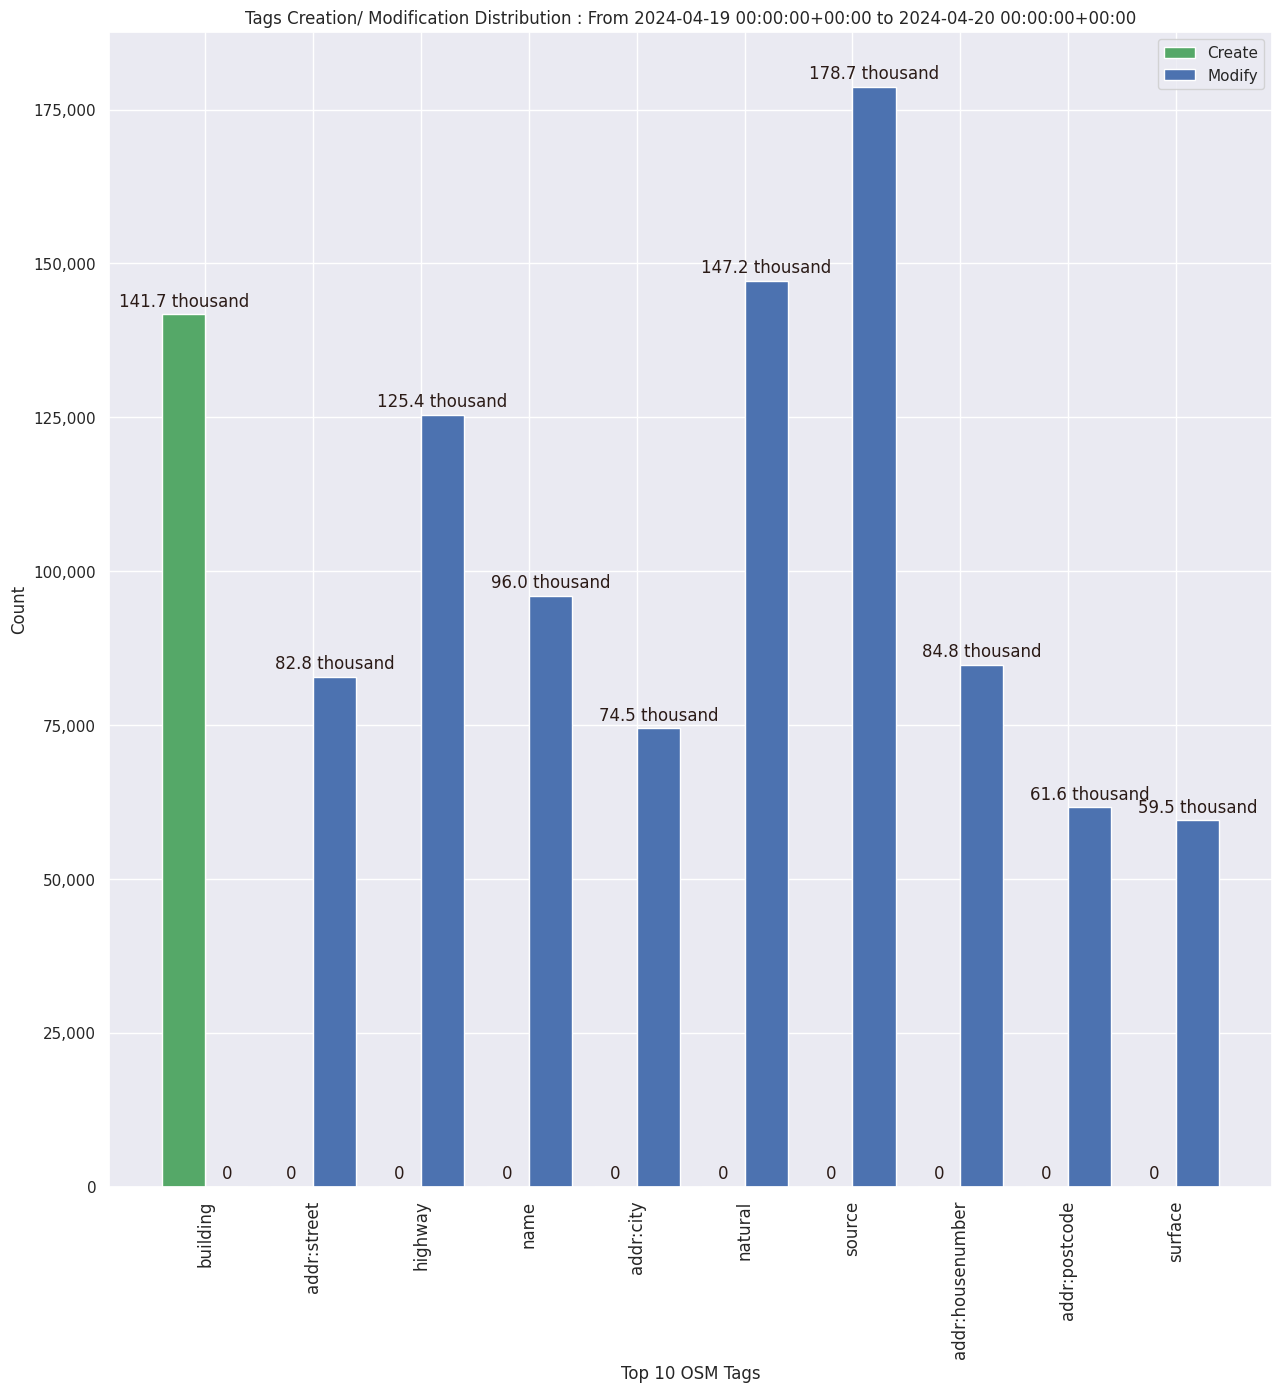 Tags Creation/ Modification Distribution : From 2024-04-19 00:00:00+00:00 to 2024-04-20 00:00:00+00:00
Create
Modify
Count
175,000
150,000
125,000
100,000
75,000
50,000
25,000
0
141.7 thousand
0
0
82.8 thousand
0
125.4 thousand
0
96.0 thousand
0
74.5 thousand
0
147.2 thousand
0
178.7 thousand
0
84.8 thousand
0
61.6 thousand
0
59.5 thousand
building
addr:street
highway
name
addr:city
natural
source
addr:housenumber
addr:postcode
surface
Top 10 OSM Tags